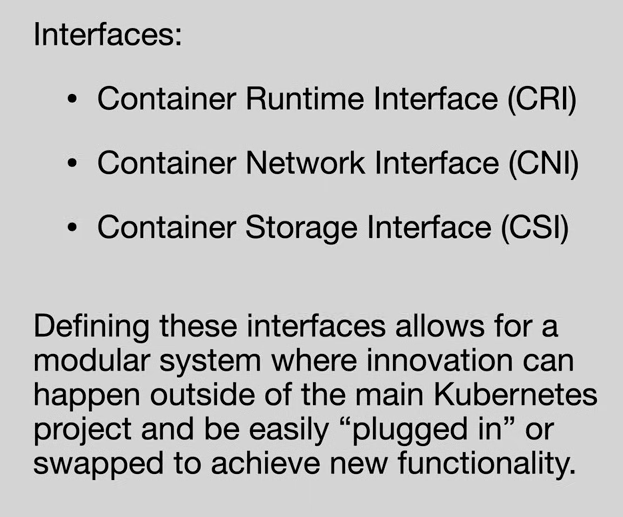 Interfaces:
• Container Runtime Interface (CRI)
• Container Network Interface (CNI)
• Container Storage Interface (CSI)
Defining these interfaces allows for a
modular system where innovation can
happen outside of the main Kubernetes
project and be easily “plugged in” or
swapped to achieve new functionality.